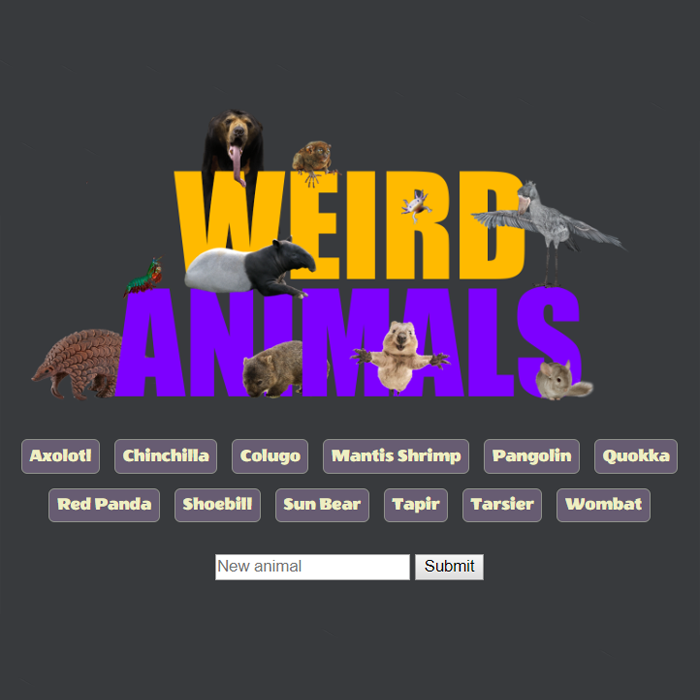 WEIRD
ANIMALS
Axolotl Chinchilla Colugo Mantis Shrimp Pangolin Quokka
Red Panda Shoebill Sun Bear Tapir Tarsier Wombat
New animal Submit